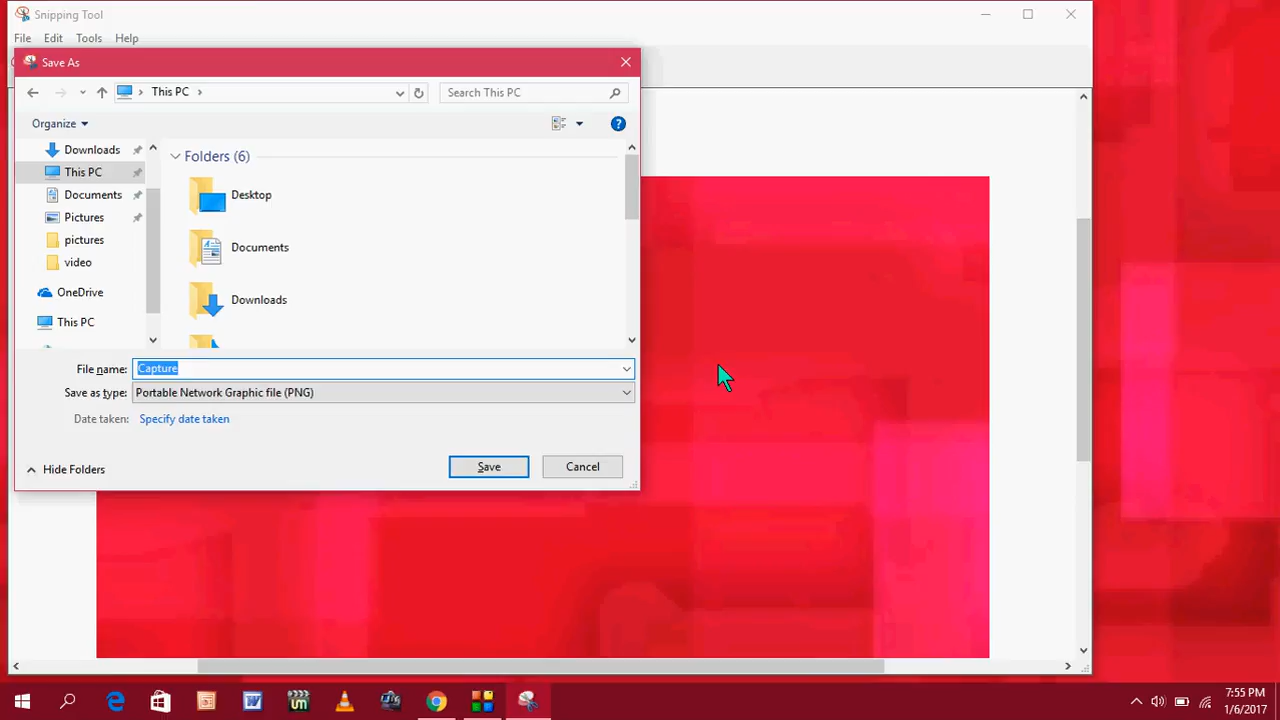 Snipping Tool
File Edit Tools Help
Save As
This PC
Search This PC
Organize
Downloads
This PC
Documents
Pictures
pictures
video
OneDrive
This PC
Folders (6)
Desktop
Documents
Downloads
File name: Capture
Save as type: Portable Network Graphic file (PNG)
Date taken: Specify date taken
Hide Folders
Save
Cancel
7:55 PM
1/6/2017